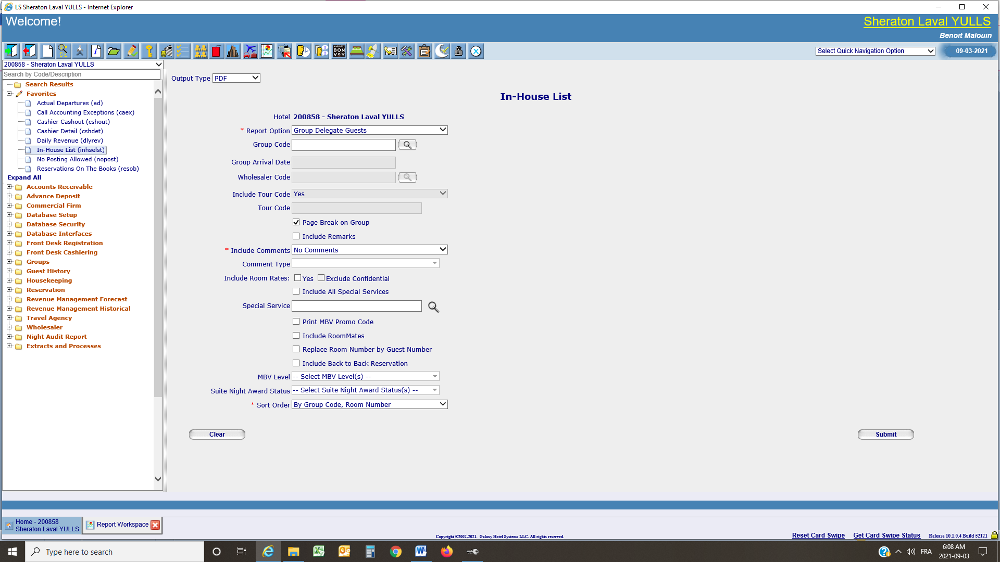 LS Sheraton Laval YULLS - Internet Explorer
Welcome!
Sheraton Laval YULLS
Benoit Malouin
BON
VOY
Select Quick Navigation Option
09-03-2021
200858 - Sheraton Laval YULLS
Search by Code/Description
Search Results
Favorites
Actual Departures (ad)
Call Accounting Exceptions (caex)
Cashier Cashout (cshout)
Cashier Detail (cshdet)
Daily Revenue (dlyrev)
In-House List (inhselst)
No Posting Allowed (nopost)
Reservations On The Books (resob)
Expand All
Accounts Receivable
Advance Deposit
Commercial Firm
Database Setup
Database Security
Database Interfaces
Front Desk Registration
Front Desk Cashiering
Groups
Guest History
Housekeeping
Reservation
Revenue Management Forecast
Revenue Management Historical
Travel Agency
Wholesaler
Night Audit Report
Extracts and Processes
Output Type PDF
In-House List
Hotel 200858 - Sheraton Laval YULLS
* Report Option Group Delegate Guests
Group Code
Group Arrival Date
Wholesaler Code
Include Tour Code Yes
Tour Code
Page Break on Group
Include Remarks
* Include Comments No Comments
Comment Type
Include Room Rates: Yes Exclude Confidential
Include All Special Services
Special Service
Print MBV Promo Code
Include RoomMates
Replace Room Number by Guest Number
Include Back to Back Reservation
MBV Level -- Select MBV Level(s) --
Suite Night Award Status -- Select Suite Night Award Status(s) --
* Sort Order By Group Code, Room Number
Clear
Submit
Home - 200858
Sheraton Laval YULLS
Report Workspace
Copyright ©2002-2021. Galaxy Hotel Systems LLC. All rights reserved.
Reset Card Swipe
Get Card Swipe Status
Release 10.1.0.4 Build 52121
Type here to search
FRA
6:08 AM
2021-09-03